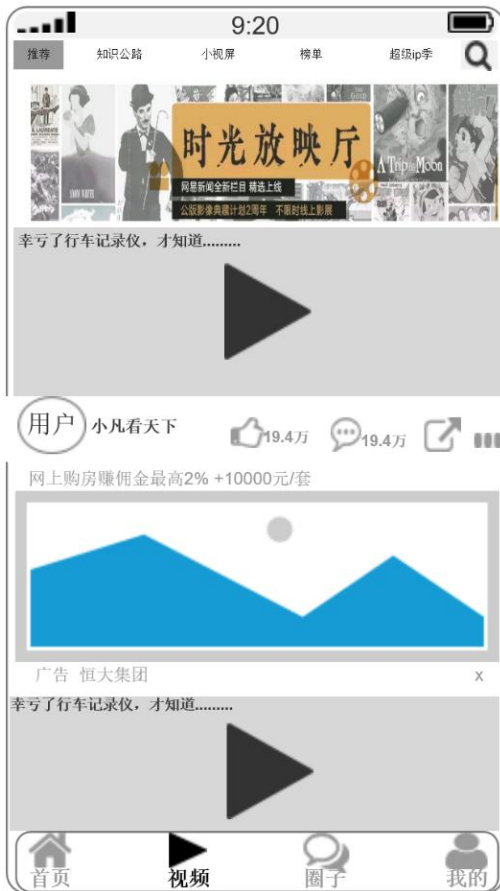 9:20
推荐 知识公路 小视屏 榜单 超级ip季
时光放映厅
网易新闻全新栏目 精选上线
公版影像典藏计划2周年 不限时线上影展
A Trip to the Moon
SNOW WHITE
幸亏了行车记录仪，才知道.........
用户 小凡看天下 19.4万 19.4万
网上购房赚佣金最高2% +10000元/套
广告 恒大集团 x
幸亏了行车记录仪，才知道.........
首页 视频 圈子 我的